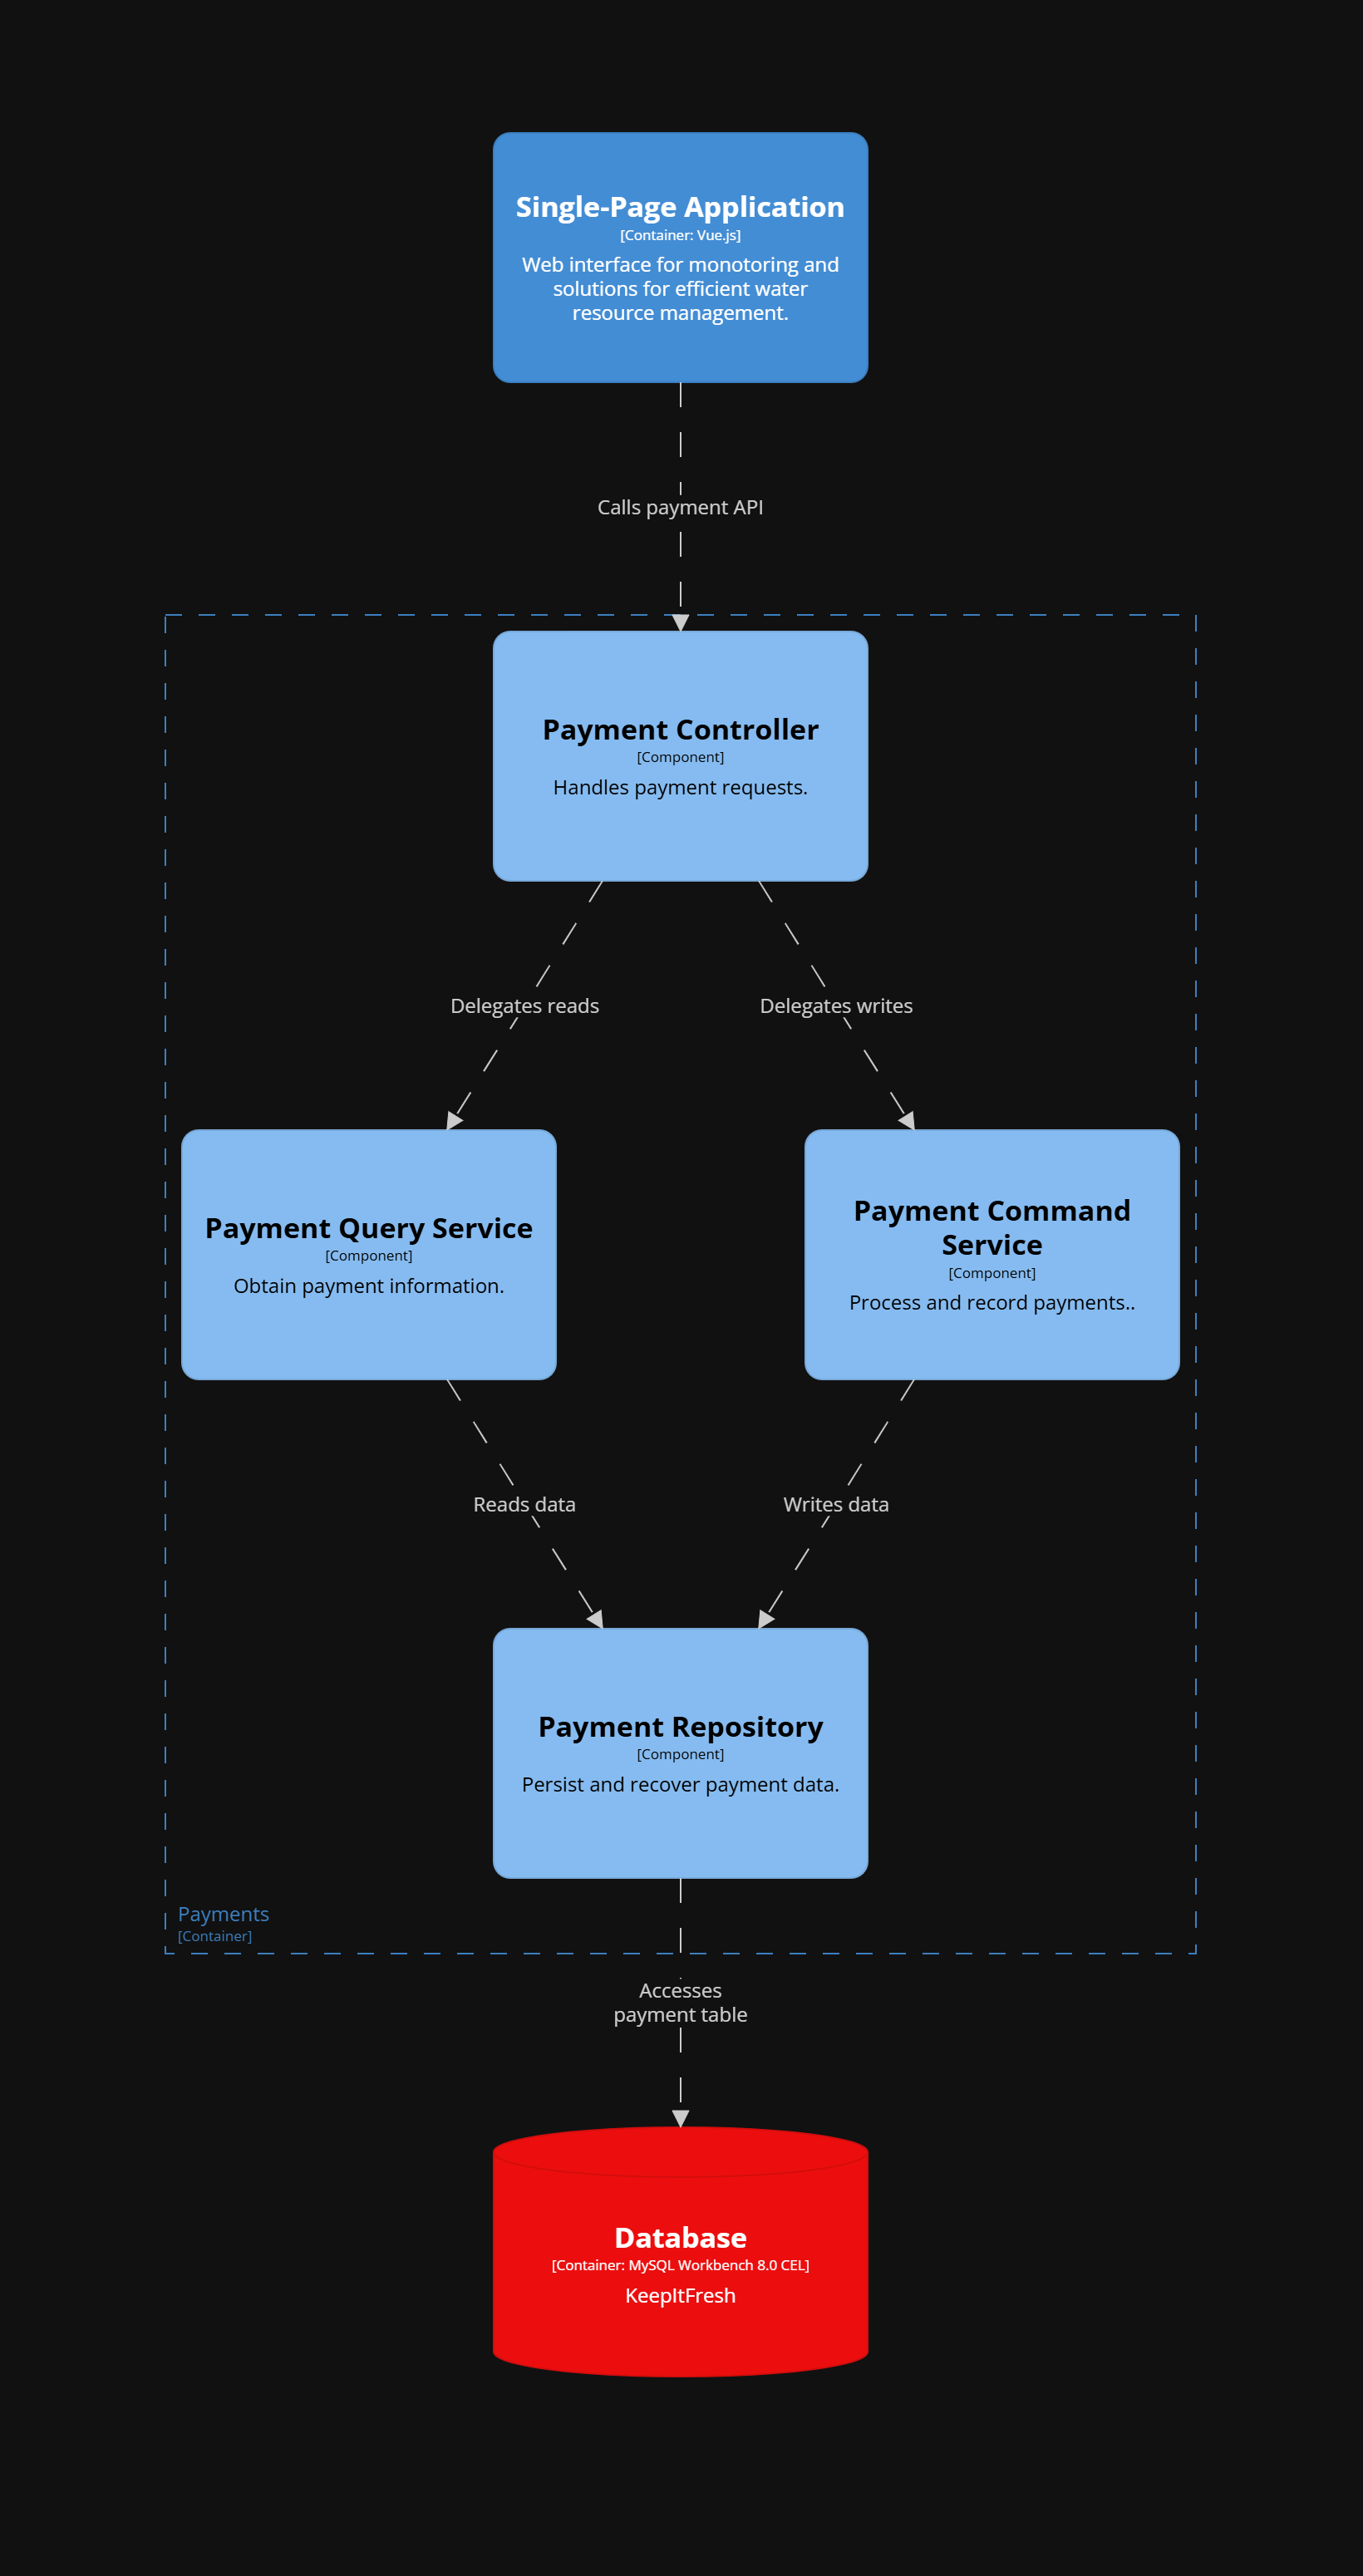 Single-Page Application
[Container: Vue.js]
Web interface for monotoring and
solutions for efficient water
resource management.
Calls payment API
Payment Controller
[Component]
Handles payment requests.
Delegates reads
Delegates writes
Payment Query Service
[Component]
Obtain payment information.
Payment Command
Service
[Component]
Process and record payments..
Reads data
Writes data
Payment Repository
[Component]
Persist and recover payment data.
Payments
[Container]
Accesses
payment table
Database
[Container: MySQL Workbench 8.0 CEL]
KeepItFresh